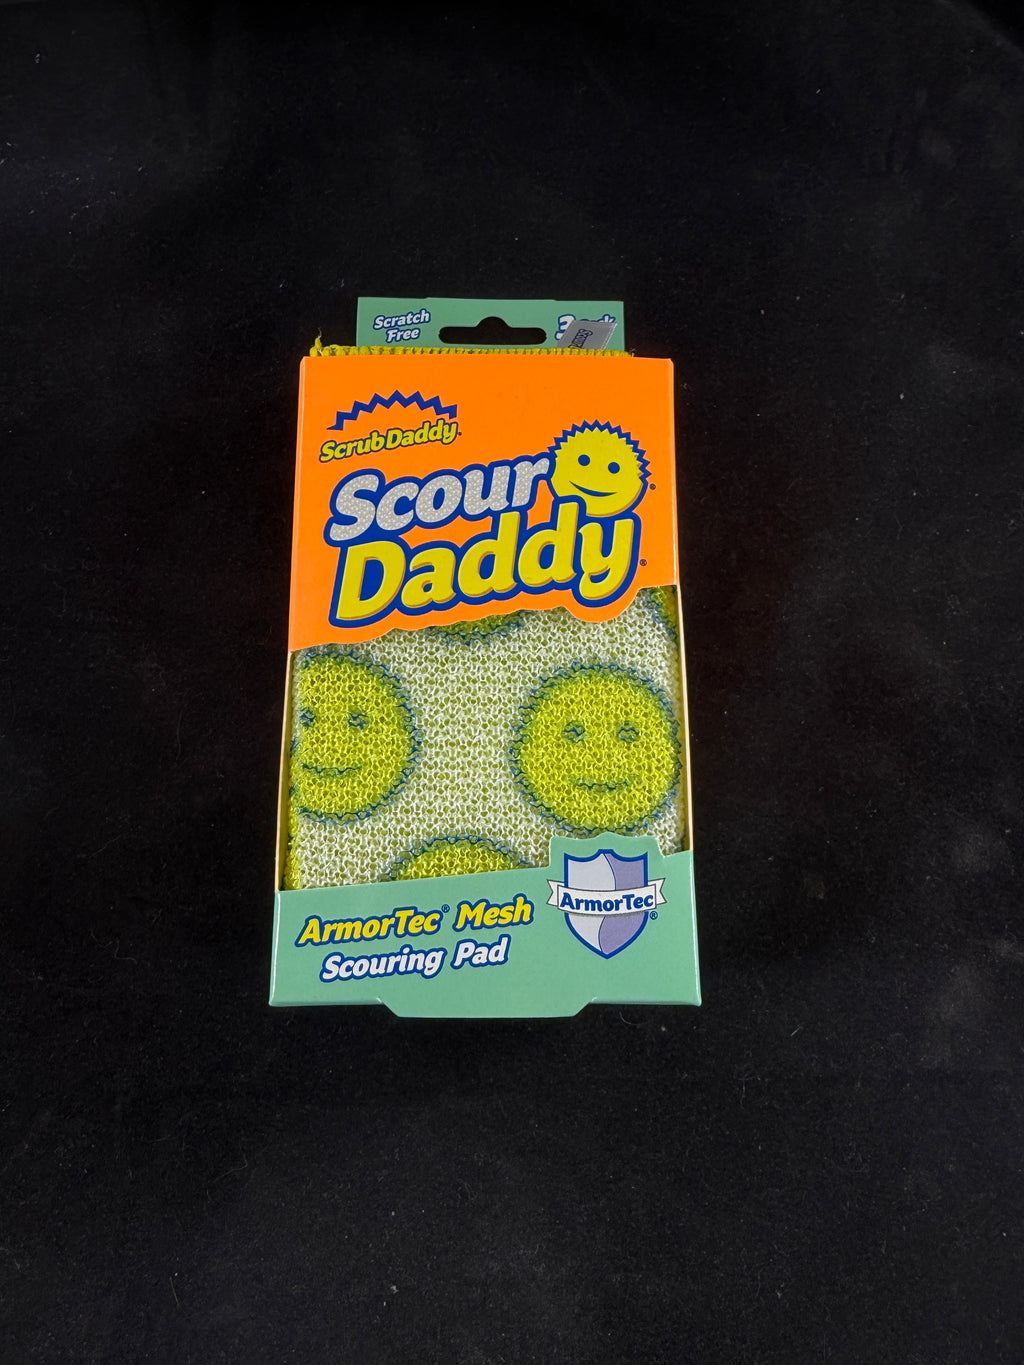 Scratch
Free
ScrubDaddy
Scour
Daddy®
ArmorTec® Mesh
Scouring Pad
ArmorTec®